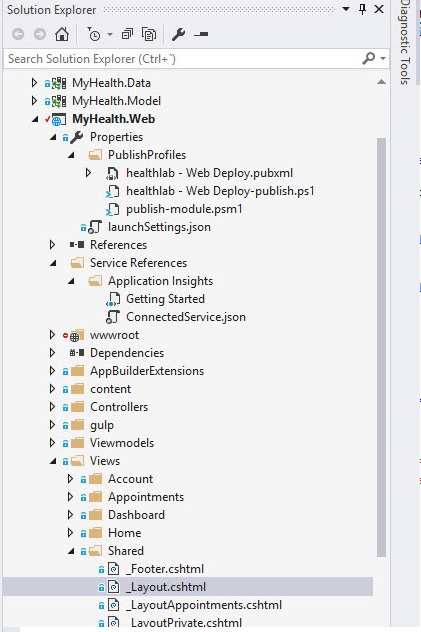 Solution Explorer
Diagnostic Tools
Search Solution Explorer (Ctrl+`)
MyHealth.Data
MyHealth.Model
MyHealth.Web
Properties
PublishProfiles
healthlab - Web Deploy.pubxml
healthlab - Web Deploy-publish.ps1
publish-module.psm1
launchSettings.json
References
Service References
Application Insights
Getting Started
ConnectedService.json
wwwroot
Dependencies
AppBuilderExtensions
content
Controllers
gulp
Viewmodels
Views
Account
Appointments
Dashboard
Home
Shared
_Footer.cshtml
_Layout.cshtml
_LayoutAppointments.cshtml
_LayoutPrivate.cshtml